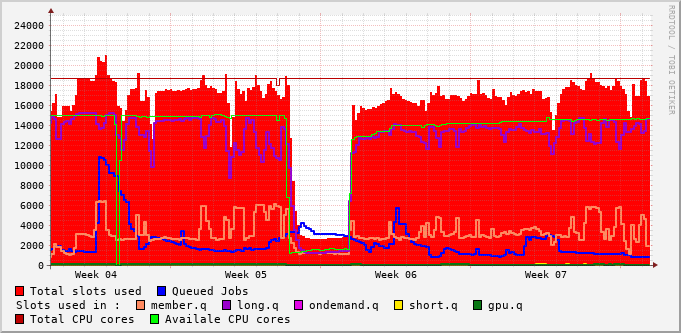 RRDTOOL / TOBI OETIKER
24000
22000
20000
18000
16000
14000
12000
10000
8000
6000
4000
2000
0
Week 04 Week 05 Week 06 Week 07
Total slots used Queued Jobs
Slots used in : member.q long.q ondemand.q short.q gpu.q
Total CPU cores Availale CPU cores